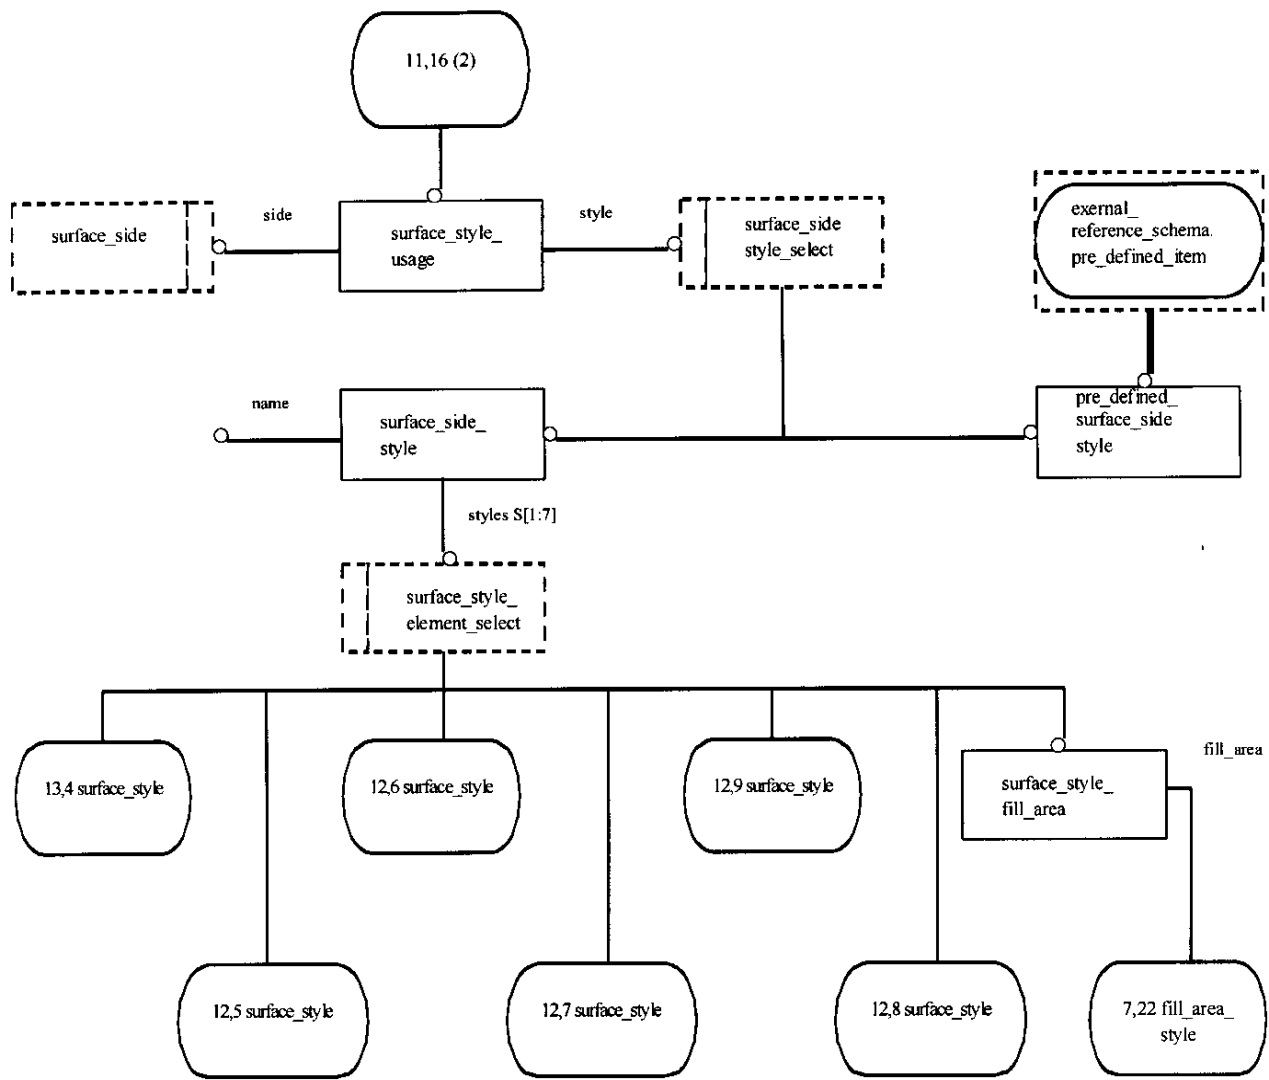 11,16 (2)
side
style
surface_side
surface_style_
usage
surface_side
style_select
exernal_
reference_schema.
pre_defined_item
name
surface_side_
style
pre_defined_
surface_side
style
styles S[1:7]
surface_style_
element_select
fill_area
13,4 surface_style
12,6 surface_style
12,9 surface_style
surface_style_
fill_area
12,5 surface_style
12,7 surface_style
12,8 surface_style
7,22 fill_area_
style